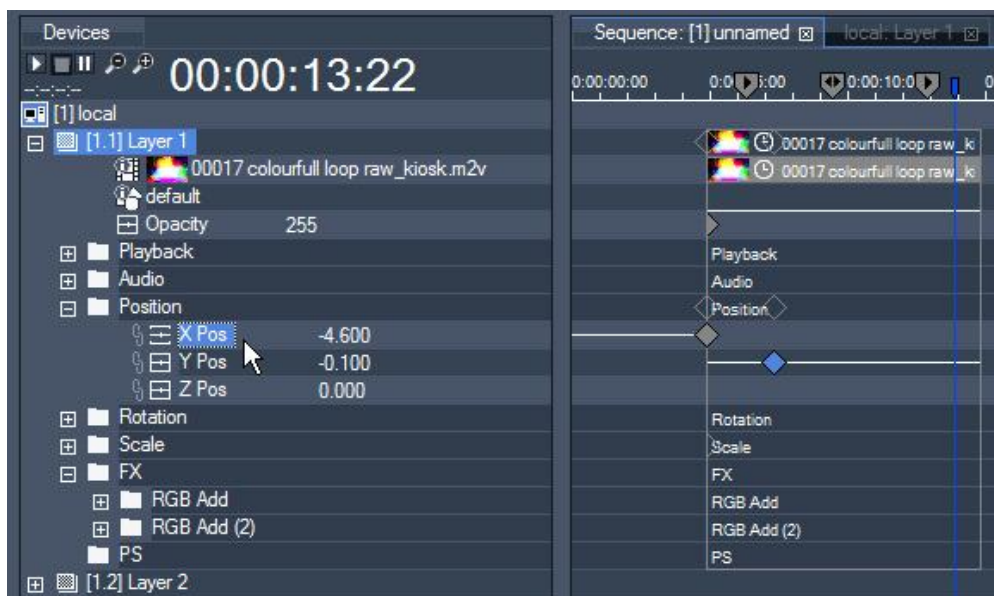 Devices
00:00:13:22
--:--:--:--
[1] local
[1.1] Layer 1
00017 colourfull loop raw_kiosk.m2v
default
Opacity 255
Playback
Audio
Position
X Pos -4.600
Y Pos -0.100
Z Pos 0.000
Rotation
Scale
FX
RGB Add
RGB Add (2)
PS
[1.2] Layer 2
Sequence: [1] unnamed
local: Layer 1
0:00:00:00 0:00:10:0
00017 colourfull loop raw_ki
00017 colourfull loop raw_ki
Playback
Audio
Position
Rotation
Scale
FX
RGB Add
RGB Add (2)
PS